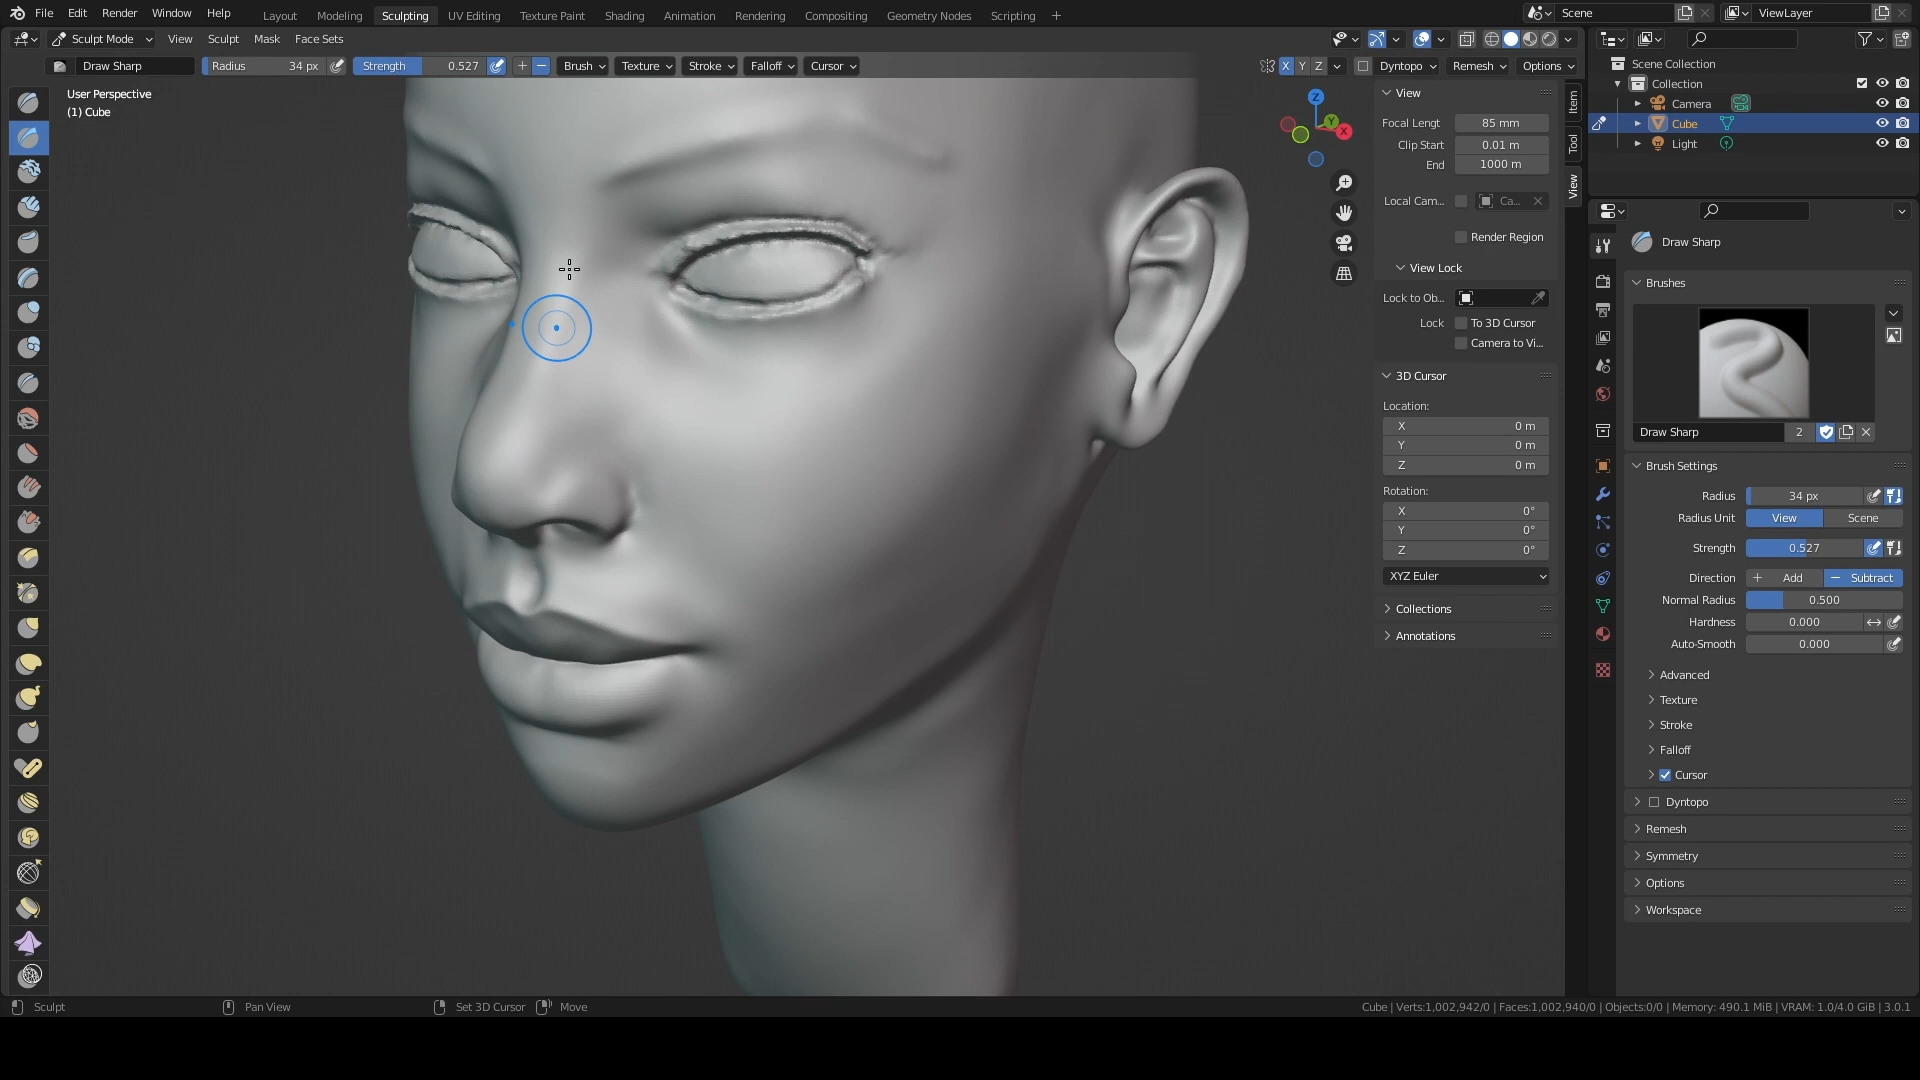 File Edit Render Window Help Layout Modeling Sculpting UV Editing Texture Paint Shading Animation Rendering Compositing Geometry Nodes Scripting + Scene ViewLayer
Sculpt Mode View Sculpt Mask Face Sets
Draw Sharp Radius 34 px Strength 0.527 + − Brush Texture Stroke Falloff Cursor X Y Z Dyntopo Remesh Options
User Perspective
(1) Cube
Z
Y
X
View
Focal Lengt 85 mm
Clip Start 0.01 m
End 1000 m
Local Cam... Ca...
Render Region
View Lock
Lock to Ob...
Lock To 3D Cursor
Camera to Vi...
3D Cursor
Location:
X 0 m
Y 0 m
Z 0 m
Rotation:
X 0°
Y 0°
Z 0°
XYZ Euler
Collections
Annotations
Item
Tool
View
Scene Collection
Collection
Camera
Cube
Light
Draw Sharp
Brushes
Draw Sharp 2
Brush Settings
Radius 34 px
Radius Unit View Scene
Strength 0.527
Direction + Add − Subtract
Normal Radius 0.500
Hardness 0.000
Auto-Smooth 0.000
Advanced
Texture
Stroke
Falloff
Cursor
Dyntopo
Remesh
Symmetry
Options
Workspace
Sculpt Pan View Set 3D Cursor Move Cube | Verts:1,002,942/0 | Faces:1,002,940/0 | Objects:0/0 | Memory: 490.1 MiB | VRAM: 1.0/4.0 GiB | 3.0.1